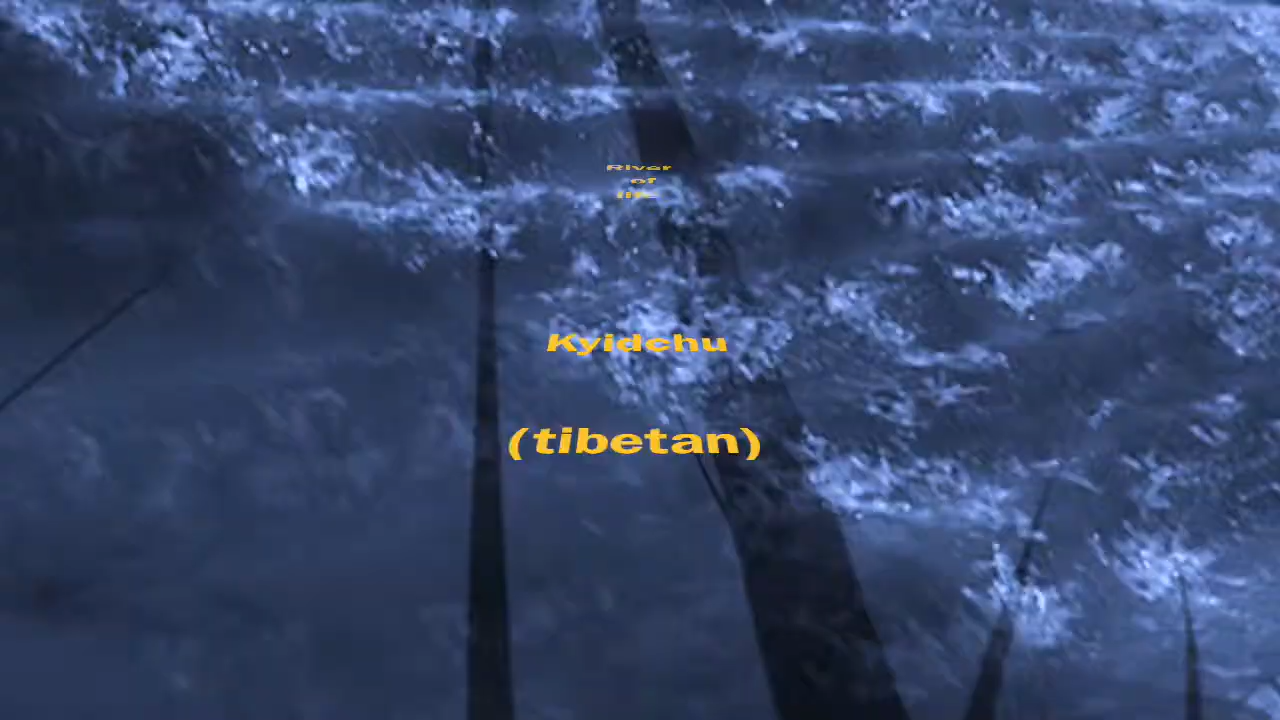 River
of
life
Kyidchu
(tibetan)